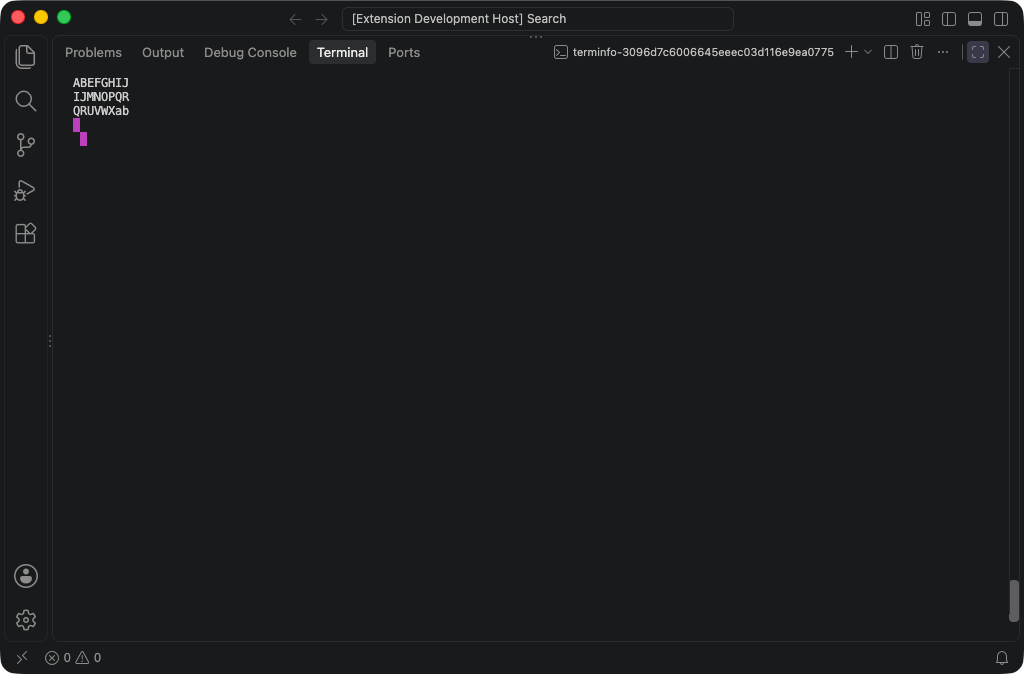 [Extension Development Host] Search
Problems Output Debug Console Terminal Ports
terminfo-3096d7c6006645eeec03d116e9ea0775
ABEFGHIJ
IJMNOPQR
QRUVWXab
0 0